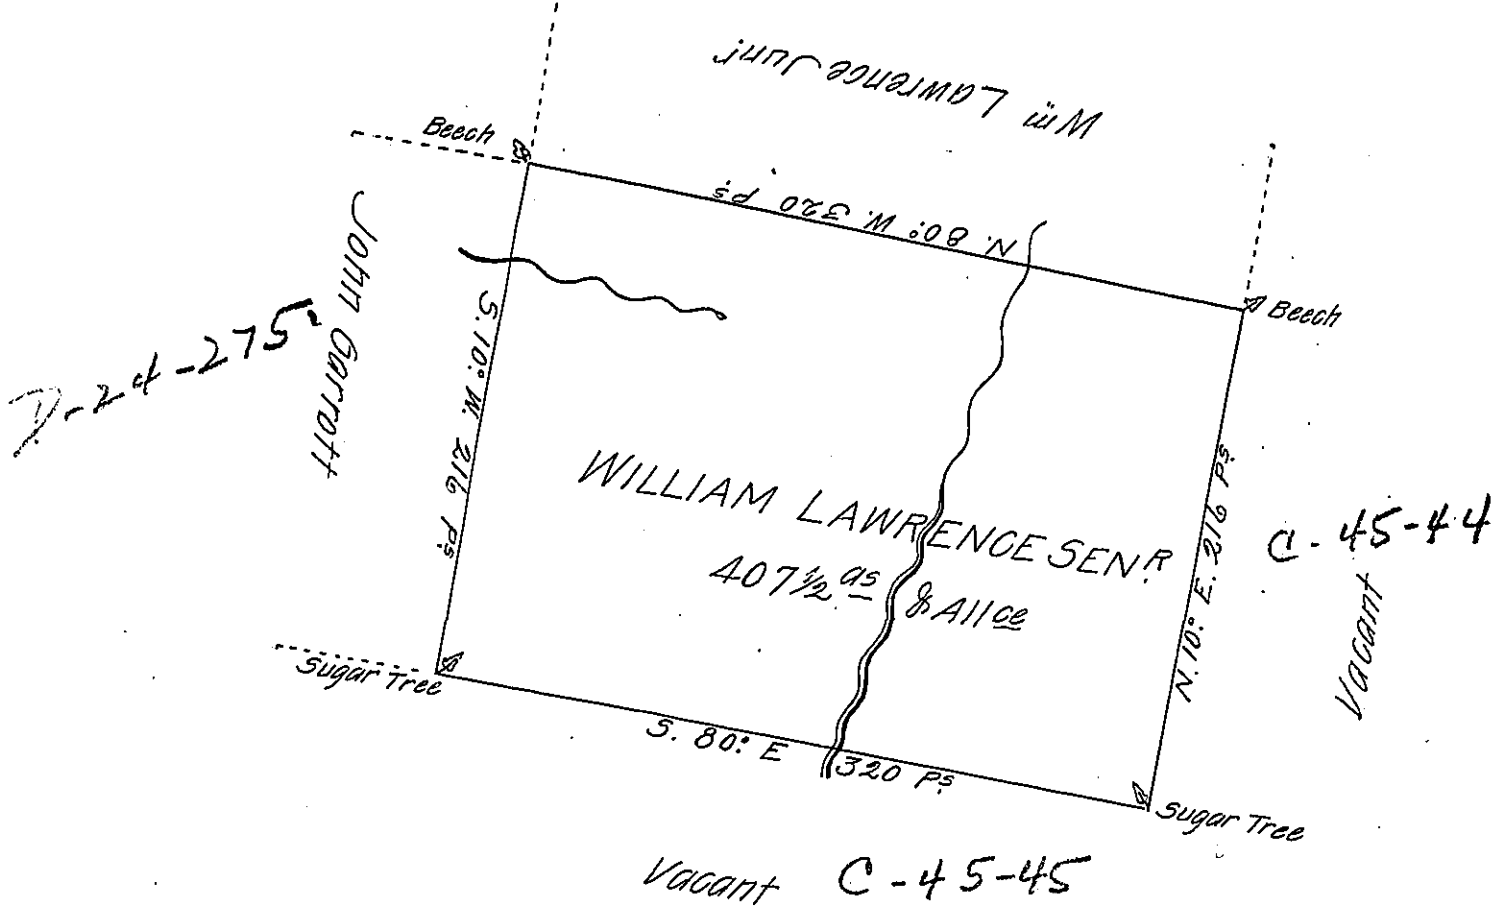 Wm̈ Lawrence Junr
Beech
N. 80° W. 320 Ps
Beech
John Garrott
D-24-275
S. 10° W. 216 Ps
WILLIAM LAWRENCE SENR
407½ as & Allce
N. 10° E. 216 Ps
C-45-44
Vacant
Sugar Tree
S. 80° E 320 Ps
Sugar Tree
Vacant C-45-45